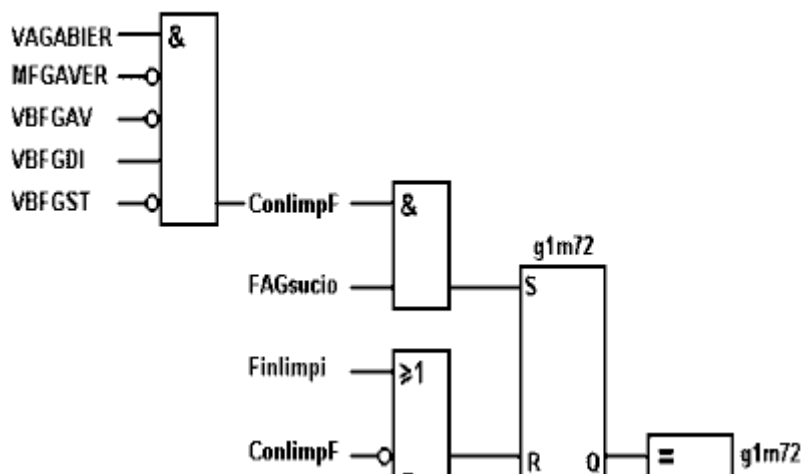 VAGABIER
&
MFGAVER
VBFGAV
VBFGDI
VBFGST
ConlimpF
&
g1m72
FAGsucio
S
Finlimpi
≥1
ConlimpF
R
Q
=
g1m72